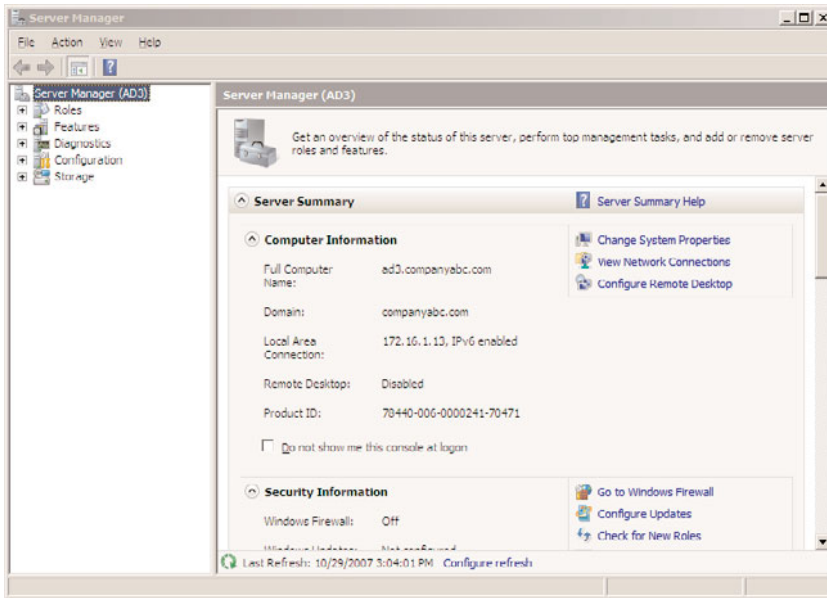 Server Manager
File Action View Help
Server Manager (AD3)
Roles
Features
Diagnostics
Configuration
Storage
Server Manager (AD3)
Get an overview of the status of this server, perform top management tasks, and add or remove server
roles and features.
Server Summary
Server Summary Help
Computer Information
Change System Properties
View Network Connections
Configure Remote Desktop
Full Computer
Name:
ad3.companyabc.com
Domain:
companyabc.com
Local Area
Connection:
172.16.1.13, IPv6 enabled
Remote Desktop:
Disabled
Product ID:
78440-006-0000241-70471
Do not show me this console at logon
Security Information
Go to Windows Firewall
Configure Updates
Check for New Roles
Windows Firewall:
Off
Windows Updates:
Not configured
Last Refresh: 10/29/2007 3:04:01 PM Configure refresh